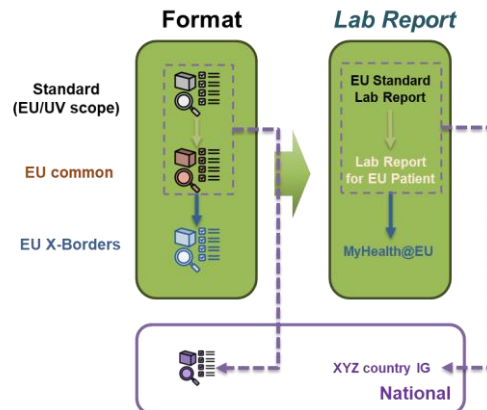 Format
Lab Report
Standard
(EU/UV scope)
EU Standard
Lab Report
EU common
Lab Report
for EU Patient
EU X-Borders
MyHealth@EU
XYZ country IG
National